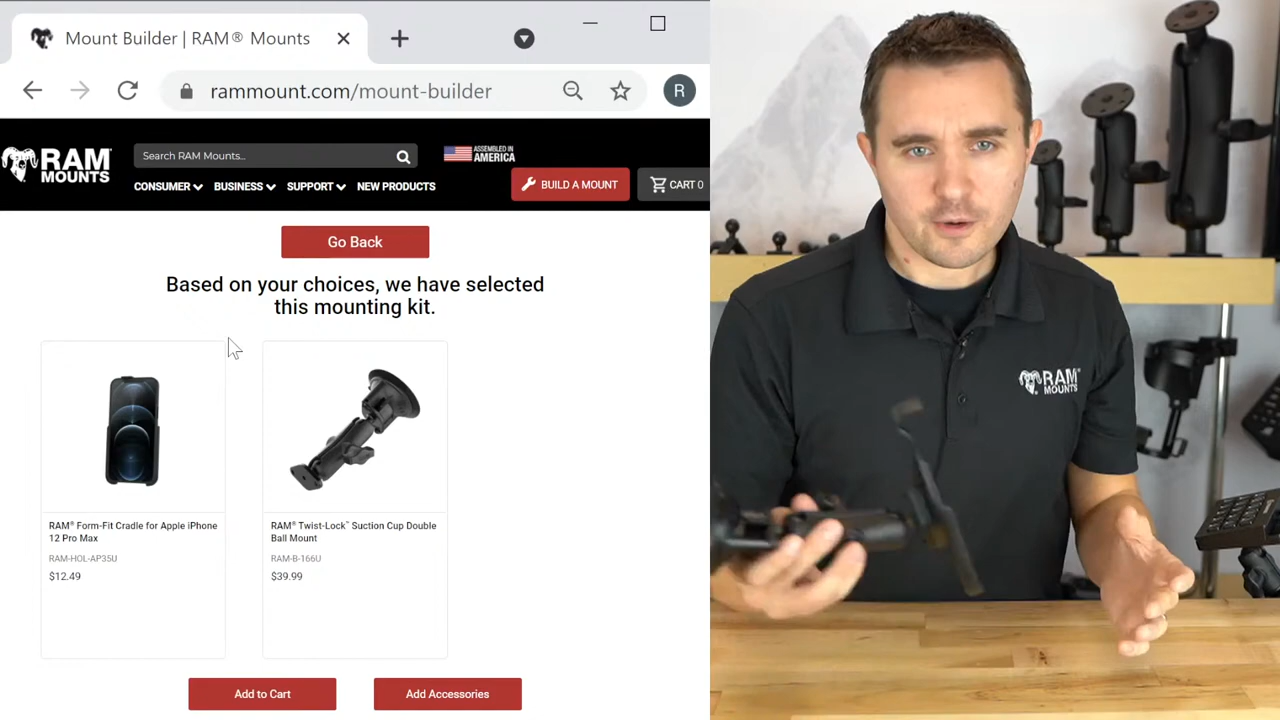 Mount Builder | RAM® Mounts
rammount.com/mount-builder
R
RAM
MOUNTS
Search RAM Mounts...
ASSEMBLED IN
AMERICA
CONSUMER
BUSINESS
SUPPORT
NEW PRODUCTS
BUILD A MOUNT
CART 0
Go Back
Based on your choices, we have selected
this mounting kit.
RAM® Form-Fit Cradle for Apple iPhone
12 Pro Max
RAM-HOL-AP35U
$12.49
RAM® Twist-Lock™ Suction Cup Double
Ball Mount
RAM-B-166U
$39.99
Add to Cart
Add Accessories
RAM®
MOUNTS